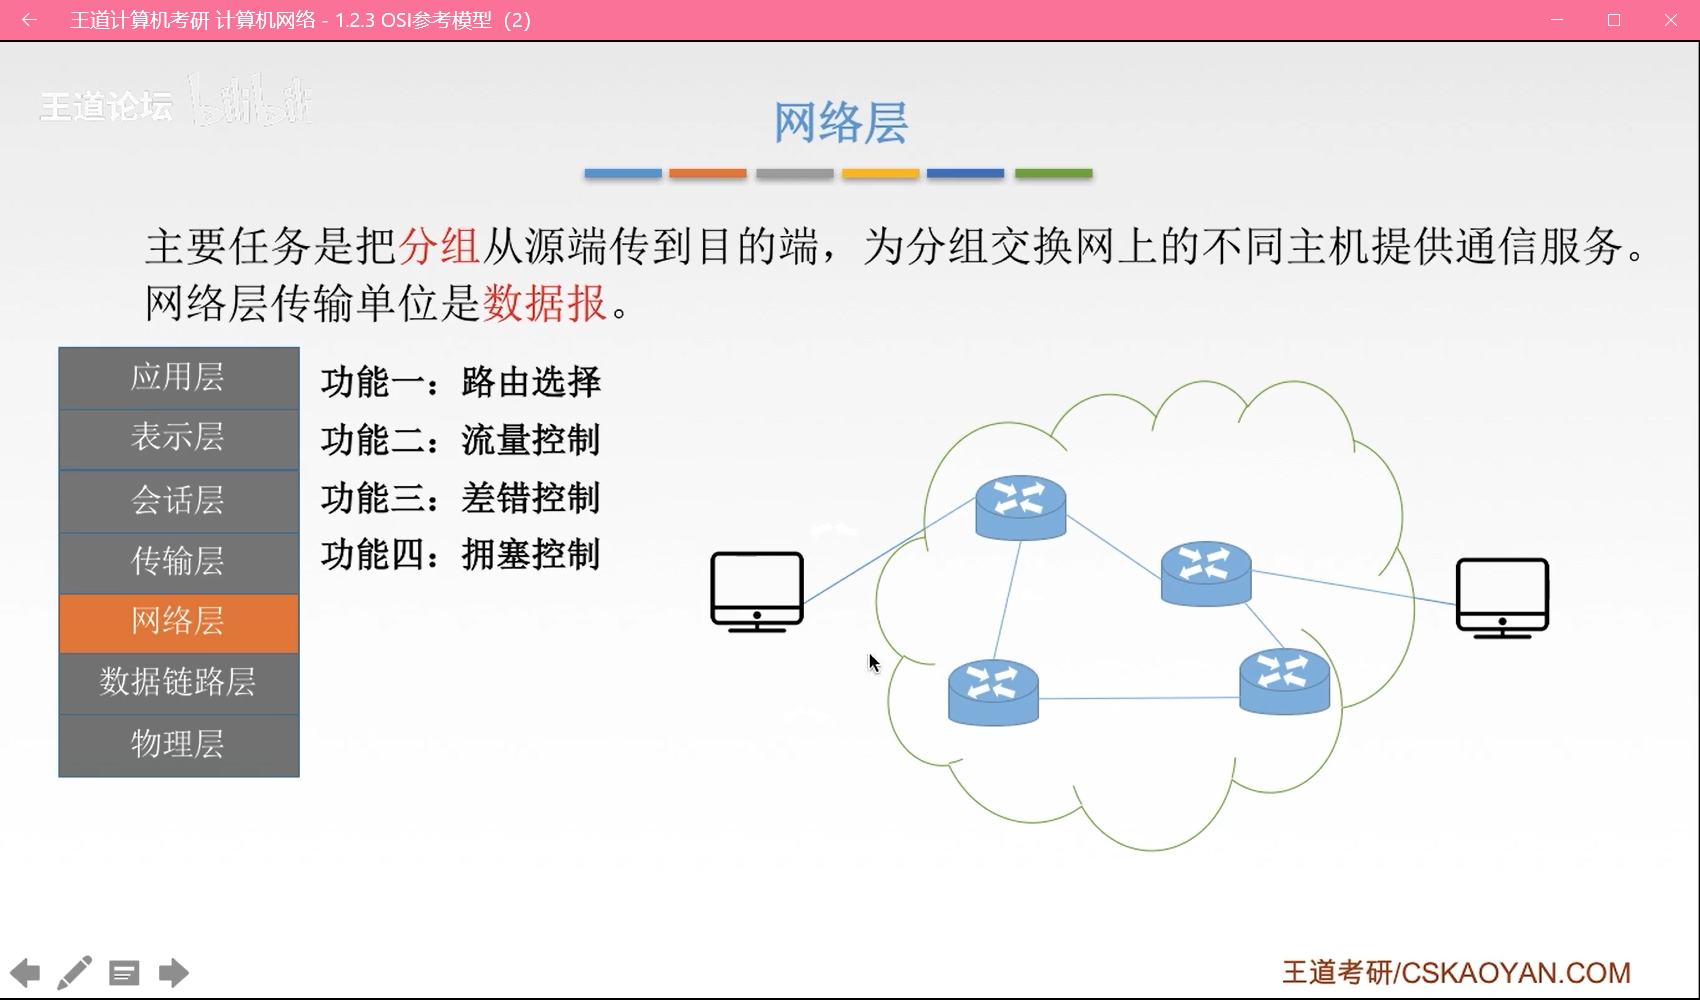 王道计算机考研 计算机网络 - 1.2.3 OSI参考模型（2）
王道论坛 bilibili
网络层
主要任务是把分组从源端传到目的端，为分组交换网上的不同主机提供通信服务。
网络层传输单位是数据报。
应用层
表示层
会话层
传输层
网络层
数据链路层
物理层
功能一：路由选择
功能二：流量控制
功能三：差错控制
功能四：拥塞控制
王道考研/CSKAOYAN.COM